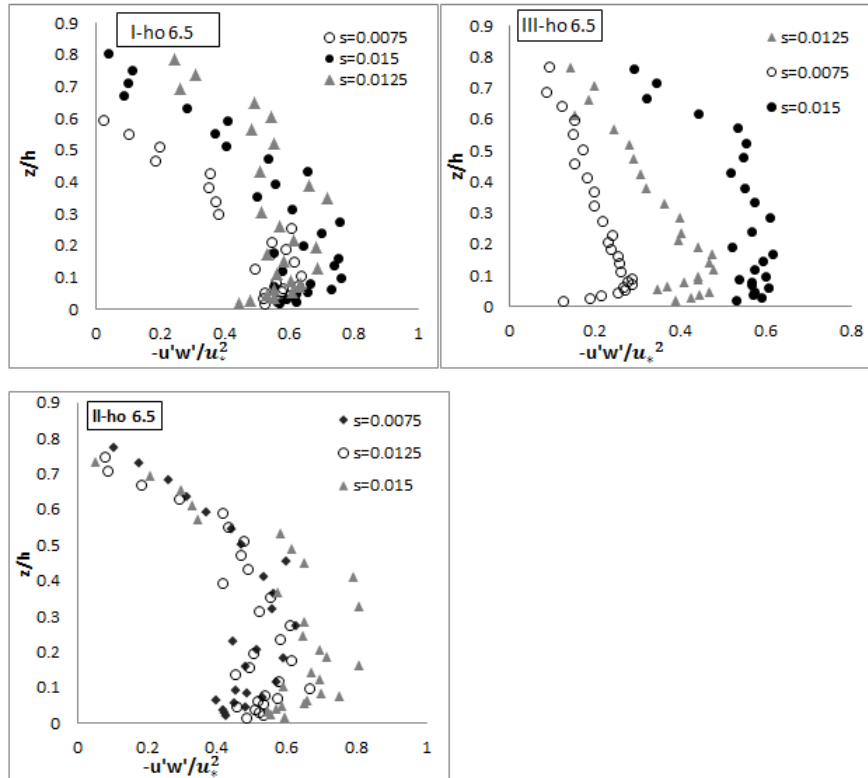 I-ho 6.5
s=0.0075
s=0.015
s=0.0125
0.9
0.8
0.7
0.6
0.5
0.4
0.3
0.2
0.1
0
z/h
0 0.2 0.4 0.6 0.8 1
-u'w'/u*^2
III-ho 6.5
s=0.0125
s=0.0075
s=0.015
0.9
0.8
0.7
0.6
0.5
0.4
0.3
0.2
0.1
0
z/h
0 0.2 0.4 0.6 0.8
-u'w'/u*^2
II-ho 6.5
s=0.0075
s=0.0125
s=0.015
0.9
0.8
0.7
0.6
0.5
0.4
0.3
0.2
0.1
0
z/h
0 0.2 0.4 0.6 0.8 1
-u'w'/u*^2